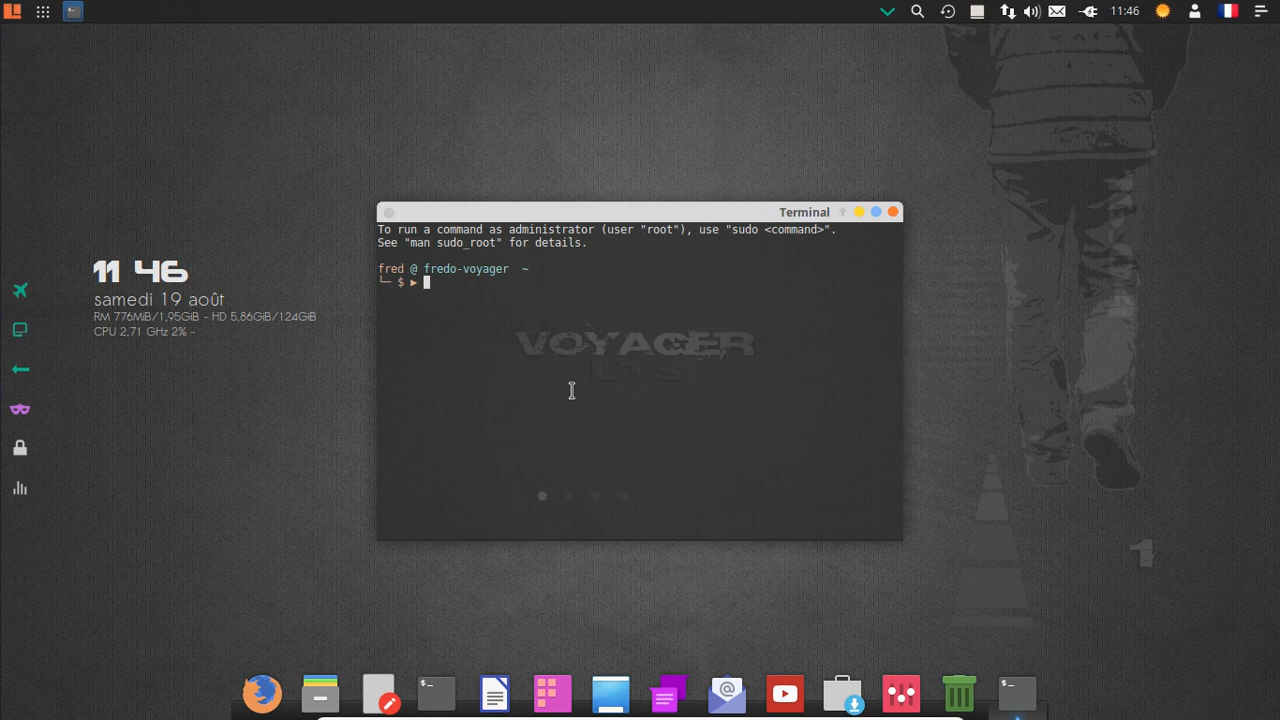 11:46
11 46
samedi 19 août
RM 776MiB/1,95GiB - HD 5,86GiB/124GiB
CPU 2,71 GHz 2% -
Terminal
To run a command as administrator (user "root"), use "sudo <command>".
See "man sudo_root" for details.
fred @ fredo-voyager ~
└─ $ ▶
VOYAGER
LTS
1
$-
@
$-